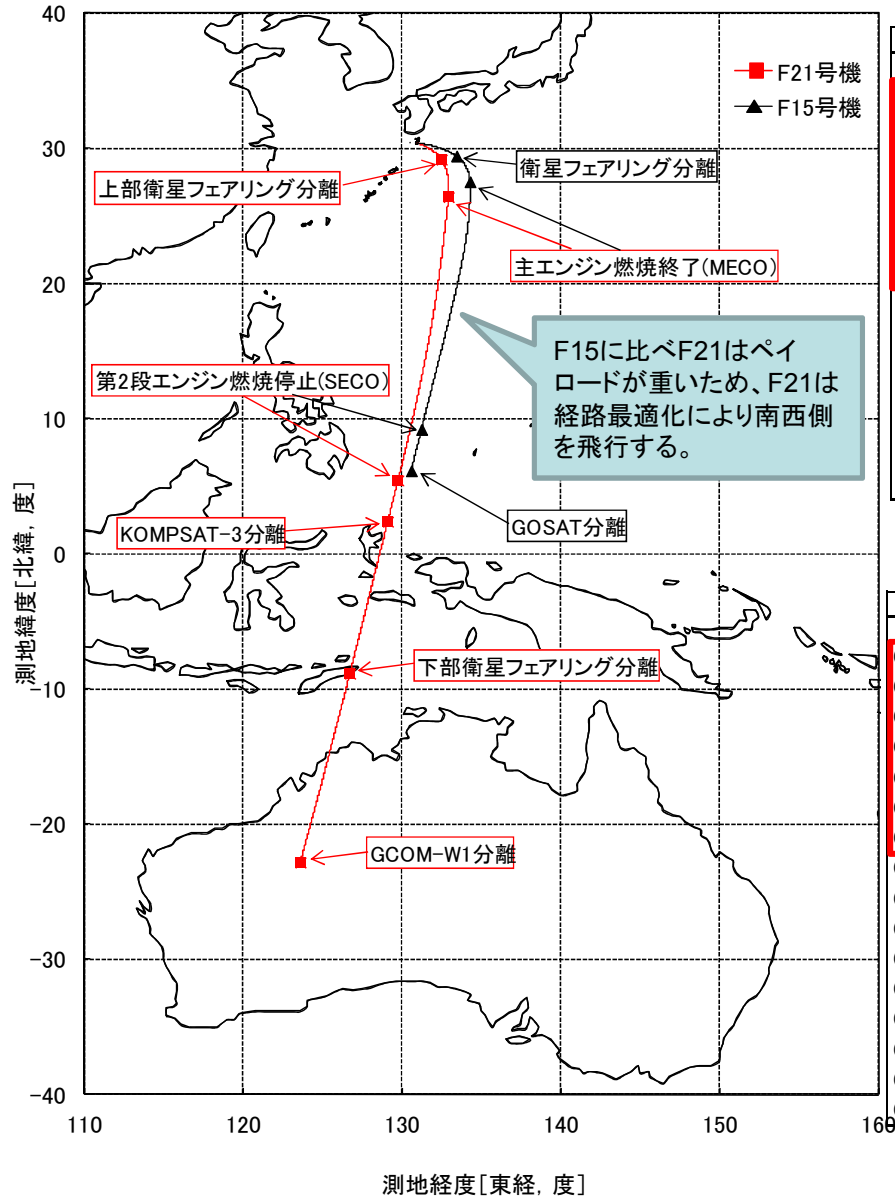 40
30
20
10
0
-10
-20
-30
-40
110
120
130
140
150
160
測地緯度[北緯, 度]
測地経度[東経, 度]
F21号機
F15号機
衛星フェアリング分離
上部衛星フェアリング分離
主エンジン燃焼終了(MECO)
F15に比べF21はペイ
ロードが重いため、F21は
経路最適化により南西側
を飛行する。
第2段エンジン燃焼停止(SECO)
GOSAT分離
KOMPSAT-3分離
下部衛星フェアリング分離
GCOM-W1分離